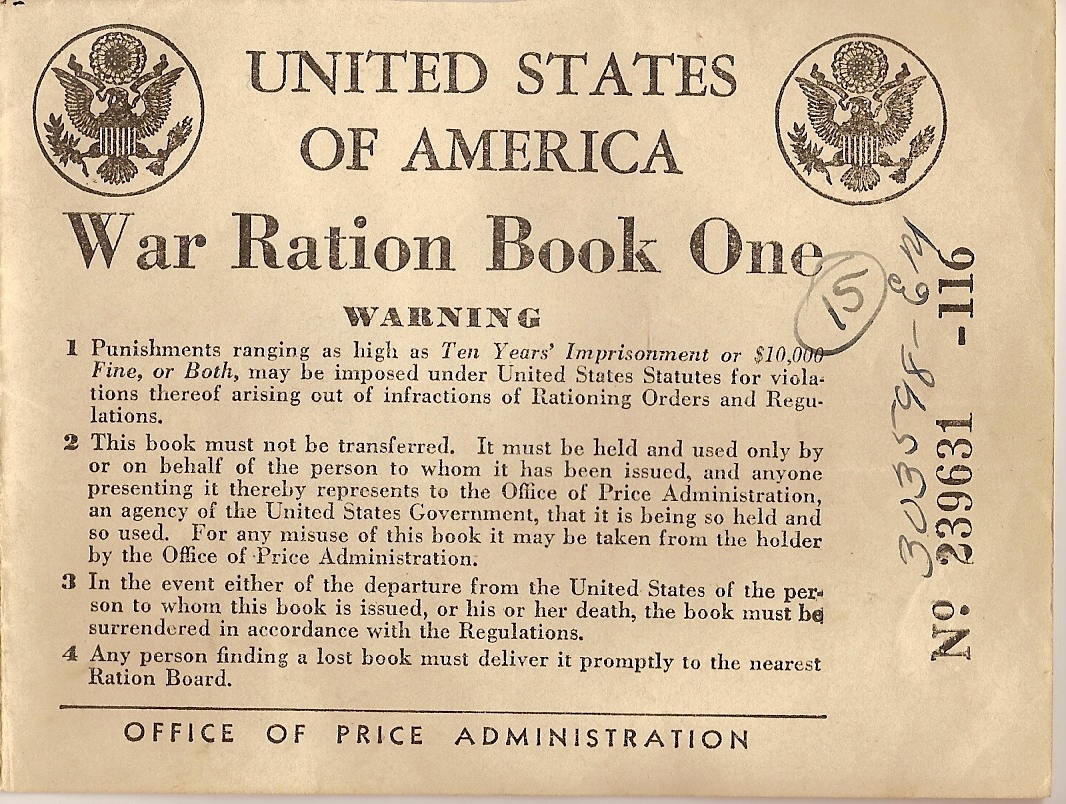 UNITED STATES
OF AMERICA
War Ration Book One
WARNING
1 Punishments ranging as high as Ten Years' Imprisonment or $10,000
Fine, or Both, may be imposed under United States Statutes for viola-
tions thereof arising out of infractions of Rationing Orders and Regu-
lations.
2 This book must not be transferred. It must be held and used only by
or on behalf of the person to whom it has been issued, and anyone
presenting it thereby represents to the Office of Price Administration,
an agency of the United States Government, that it is being so held and
so used. For any misuse of this book it may be taken from the holder
by the Office of Price Administration.
3 In the event either of the departure from the United States of the per-
son to whom this book is issued, or his or her death, the book must be
surrendered in accordance with the Regulations.
4 Any person finding a lost book must deliver it promptly to the nearest
Ration Board.
OFFICE OF PRICE ADMINISTRATION
15
303598-
No. 239631 -116